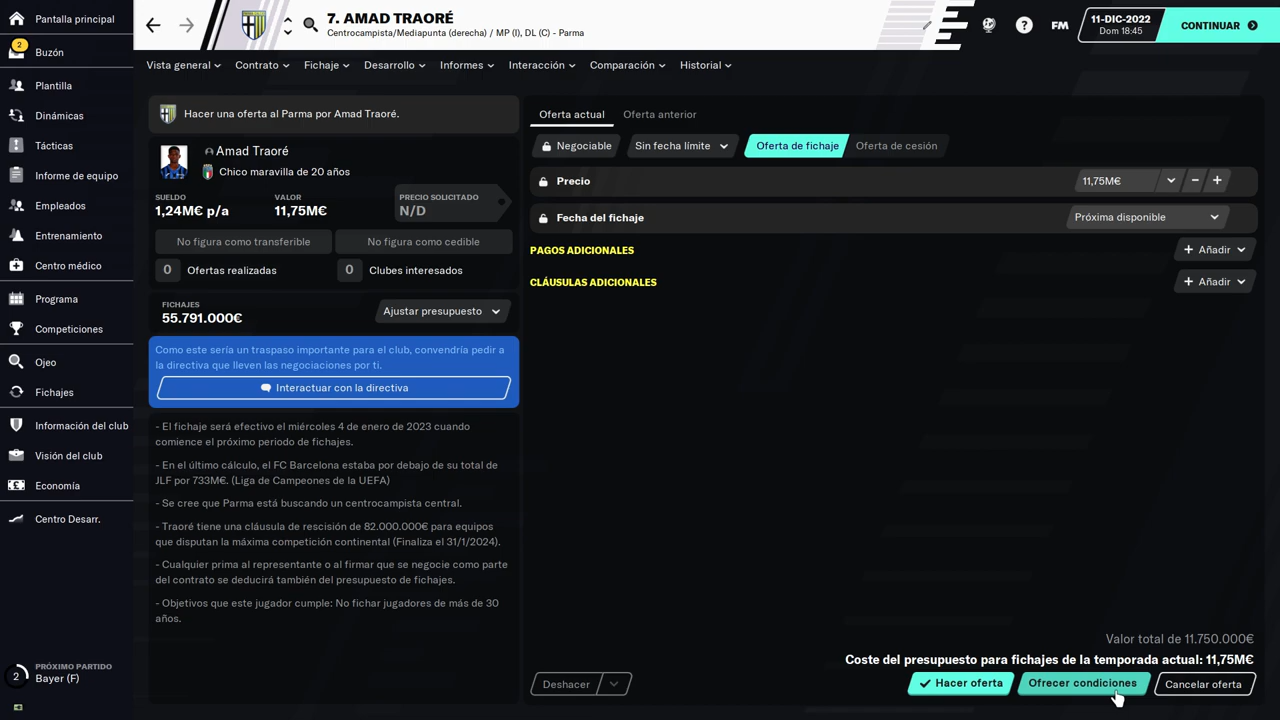 Pantalla principal
2
Buzón
Plantilla
Dinámicas
Tácticas
Informe de equipo
Empleados
Entrenamiento
Centro médico
Programa
Competiciones
Ojeo
Fichajes
Información del club
Visión del club
Economía
Centro Desarr.
2
PRÓXIMO PARTIDO
Bayer (F)
7. AMAD TRAORÉ
Centrocampista/Mediapunta (derecha) / MP (I), DL (C) - Parma
?
FM
11-DIC-2022
Dom 18:45
CONTINUAR
Vista general
Contrato
Fichaje
Desarrollo
Informes
Interacción
Comparación
Historial
Hacer una oferta al Parma por Amad Traoré.
Amad Traoré
Chico maravilla de 20 años
SUELDO
1,24M€ p/a
VALOR
11,75M€
PRECIO SOLICITADO
N/D
No figura como transferible
No figura como cedible
0 Ofertas realizadas
0 Clubes interesados
FICHAJES
55.791.000€
Ajustar presupuesto
Como este sería un traspaso importante para el club, convendría pedir a
la directiva que lleven las negociaciones por ti.
Interactuar con la directiva
- El fichaje será efectivo el miércoles 4 de enero de 2023 cuando
comience el próximo periodo de fichajes.
- En el último cálculo, el FC Barcelona estaba por debajo de su total de
JLF por 733M€. (Liga de Campeones de la UEFA)
- Se cree que Parma está buscando un centrocampista central.
- Traoré tiene una cláusula de rescisión de 82.000.000€ para equipos
que disputan la máxima competición continental (Finaliza el 31/1/2024).
- Cualquier prima al representante o al firmar que se negocie como parte
del contrato se deducirá también del presupuesto de fichajes.
- Objetivos que este jugador cumple: No fichar jugadores de más de 30
años.
Oferta actual
Oferta anterior
Negociable
Sin fecha límite
Oferta de fichaje
Oferta de cesión
Precio
11,75M€
Fecha del fichaje
Próxima disponible
PAGOS ADICIONALES
+ Añadir
CLÁUSULAS ADICIONALES
+ Añadir
Valor total de 11.750.000€
Coste del presupuesto para fichajes de la temporada actual: 11,75M€
Deshacer
Hacer oferta
Ofrecer condiciones
Cancelar oferta